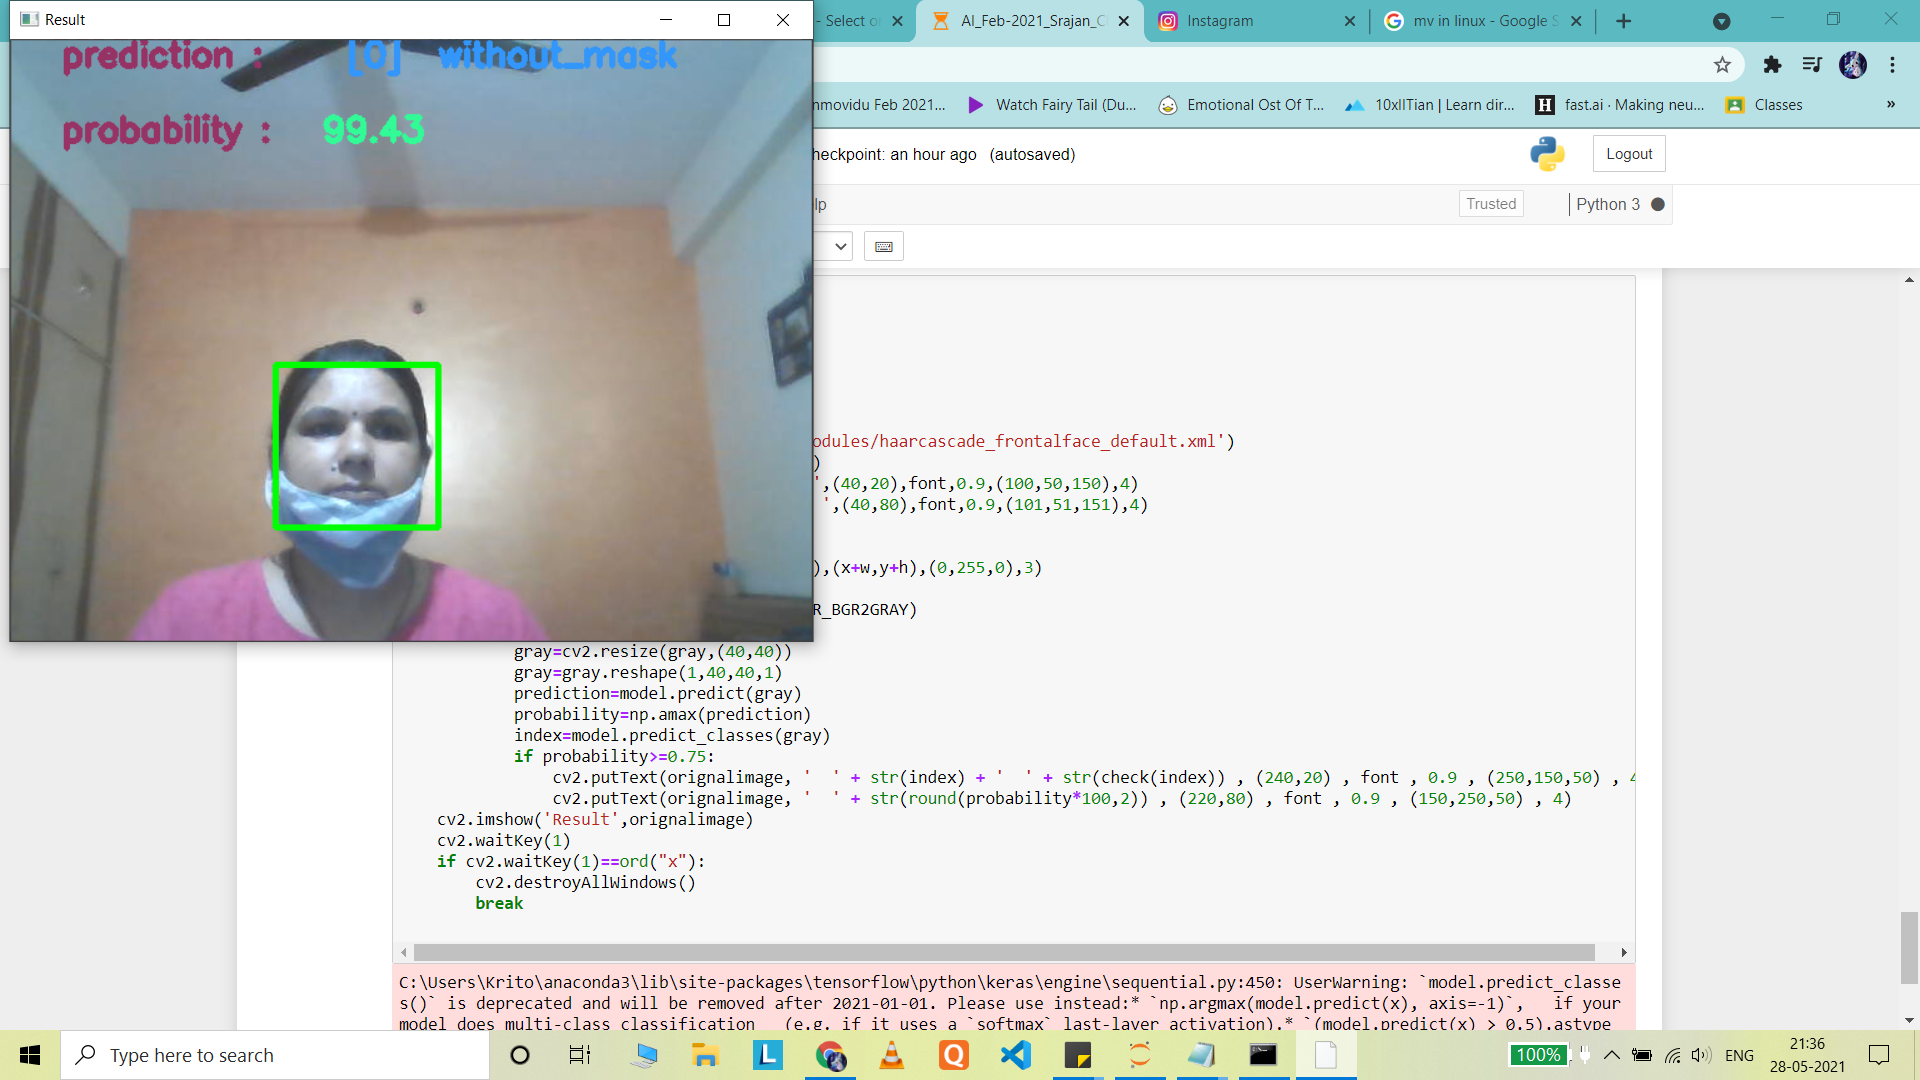 Result
prediction : [0] without_mask
probability : 99.43
- Select o
AI_Feb-2021_Srajan_C
Instagram
mv in linux - Google S
nmovidu Feb 2021...
Watch Fairy Tail (Du...
Emotional Ost Of T...
10xIITian | Learn dir...
H fast.ai · Making neu...
Classes
»
heckpoint: an hour ago (autosaved)
Logout
lp
Trusted
Python 3
odules/haarcascade_frontalface_default.xml')
)
',(40,20),font,0.9,(100,50,150),4)
',(40,80),font,0.9,(101,51,151),4)
),(x+w,y+h),(0,255,0),3)
R_BGR2GRAY)
gray=cv2.resize(gray,(40,40))
gray=gray.reshape(1,40,40,1)
prediction=model.predict(gray)
probability=np.amax(prediction)
index=model.predict_classes(gray)
if probability>=0.75:
cv2.putText(orignalimage, '  ' + str(index) + '  ' + str(check(index)) , (240,20) , font , 0.9 , (250,150,50) , 4
cv2.putText(orignalimage, '  ' + str(round(probability*100,2)) , (220,80) , font , 0.9 , (150,250,50) , 4)
cv2.imshow('Result',orignalimage)
cv2.waitKey(1)
if cv2.waitKey(1)==ord("x"):
cv2.destroyAllWindows()
break
C:\Users\Krito\anaconda3\lib\site-packages\tensorflow\python\keras\engine\sequential.py:450: UserWarning: `model.predict_classe
s()` is deprecated and will be removed after 2021-01-01. Please use instead:* `np.argmax(model.predict(x), axis=-1)`,   if your
model does multi-class classification   (e.g. if it uses a `softmax` last-layer activation).* `(model.predict(x) > 0.5).astype
Type here to search
L
Q
100%
ENG
21:36
28-05-2021